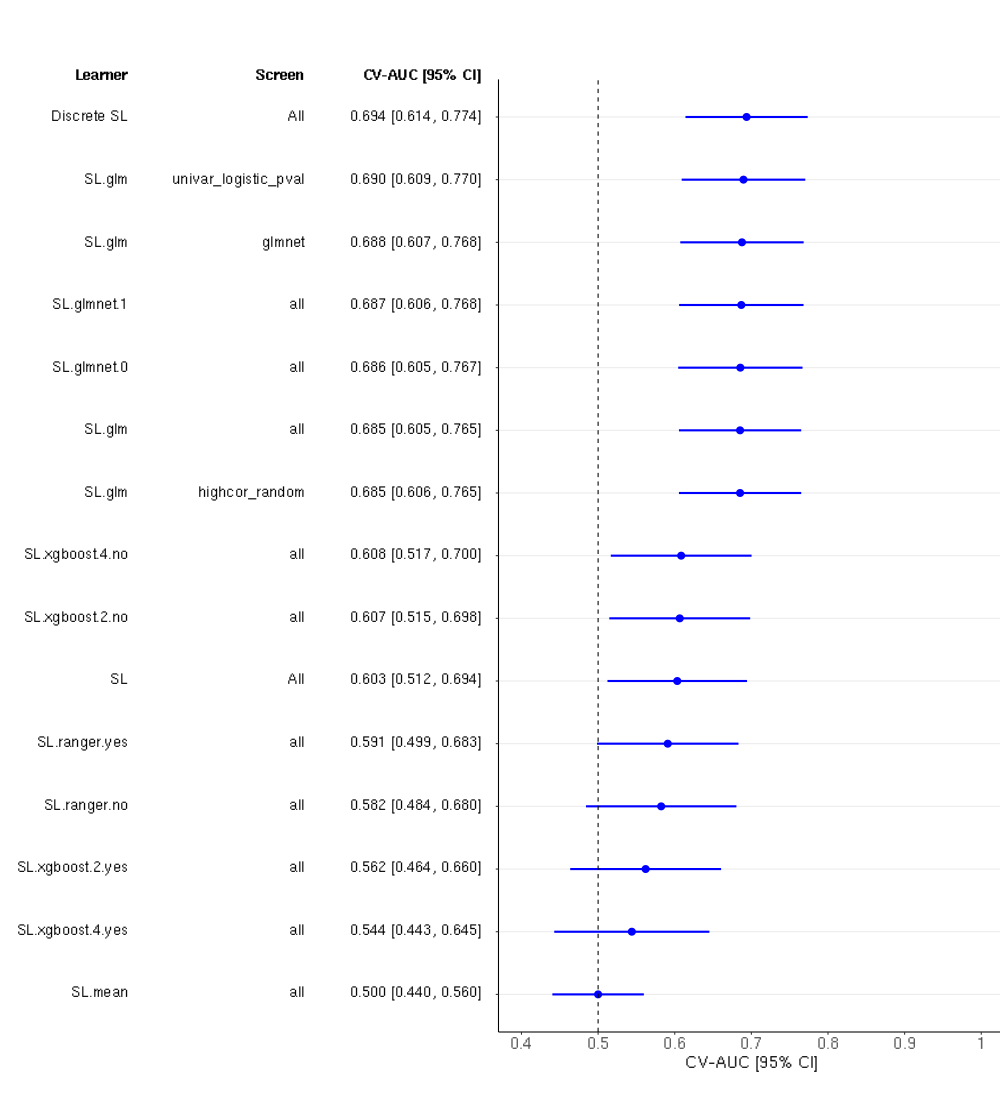 Learner Screen CV-AUC [95% CI]
Discrete SL All 0.694 [0.614, 0.774]
SL.glm univar_logistic_pval 0.690 [0.609, 0.770]
SL.glm glmnet 0.688 [0.607, 0.768]
SL.glmnet.1 all 0.687 [0.606, 0.768]
SL.glmnet.0 all 0.686 [0.605, 0.767]
SL.glm all 0.685 [0.605, 0.765]
SL.glm highcor_random 0.685 [0.606, 0.765]
SL.xgboost.4.no all 0.608 [0.517, 0.700]
SL.xgboost.2.no all 0.607 [0.515, 0.698]
SL All 0.603 [0.512, 0.694]
SL.ranger.yes all 0.591 [0.499, 0.683]
SL.ranger.no all 0.582 [0.484, 0.680]
SL.xgboost.2.yes all 0.562 [0.464, 0.660]
SL.xgboost.4.yes all 0.544 [0.443, 0.645]
SL.mean all 0.500 [0.440, 0.560]
0.4 0.5 0.6 0.7 0.8 0.9 1
CV-AUC [95% CI]